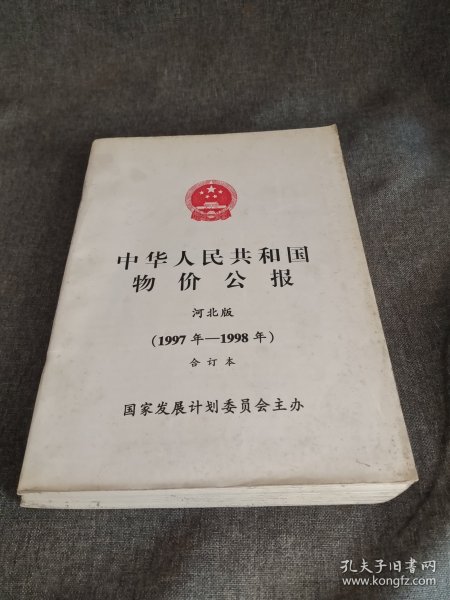 中华人民共和国
物价公报
河北版
(1997年—1998年)
合订本
国家发展计划委员会主办
孔夫子旧书网
www.kongfz.com